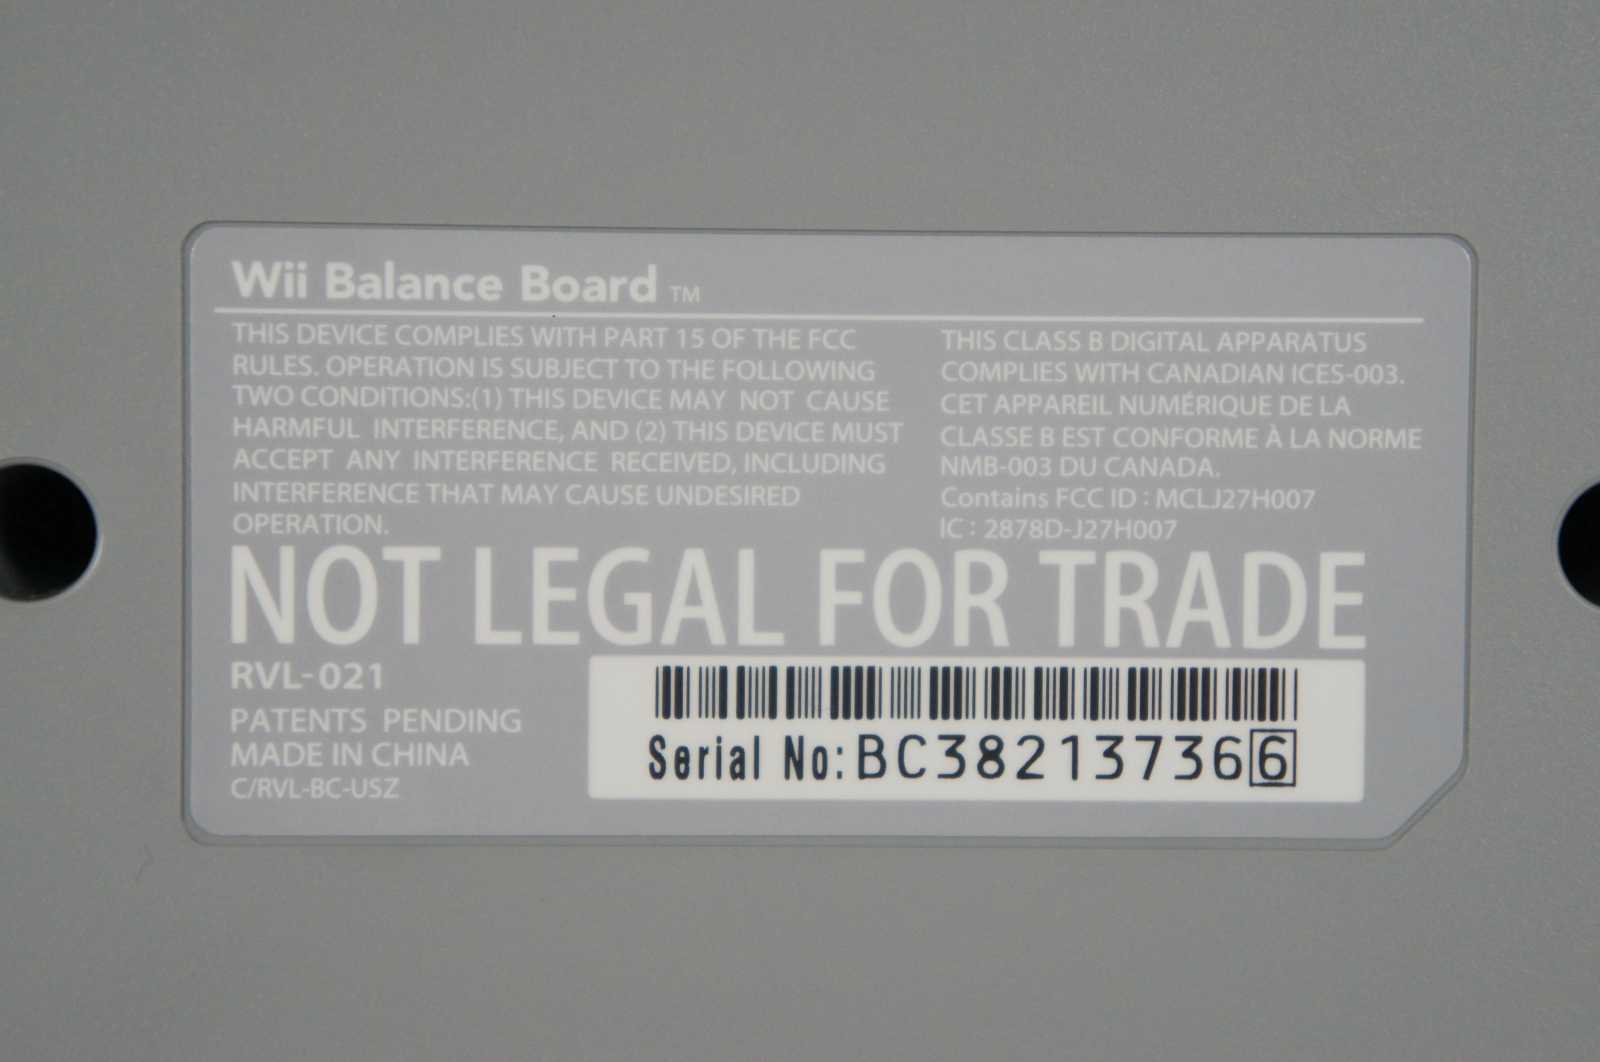 Wii Balance Board ™
THIS DEVICE COMPLIES WITH PART 15 OF THE FCC
RULES. OPERATION IS SUBJECT TO THE FOLLOWING
TWO CONDITIONS:(1) THIS DEVICE MAY NOT CAUSE
HARMFUL INTERFERENCE, AND (2) THIS DEVICE MUST
ACCEPT ANY INTERFERENCE RECEIVED, INCLUDING
INTERFERENCE THAT MAY CAUSE UNDESIRED
OPERATION.
THIS CLASS B DIGITAL APPARATUS
COMPLIES WITH CANADIAN ICES-003.
CET APPAREIL NUMÉRIQUE DE LA
CLASSE B EST CONFORME À LA NORME
NMB-003 DU CANADA.
Contains FCC ID : MCLJ27H007
IC : 2878D-J27H007
NOT LEGAL FOR TRADE
RVL-021
PATENTS PENDING
MADE IN CHINA
C/RVL-BC-USZ
Serial No:BC382137366